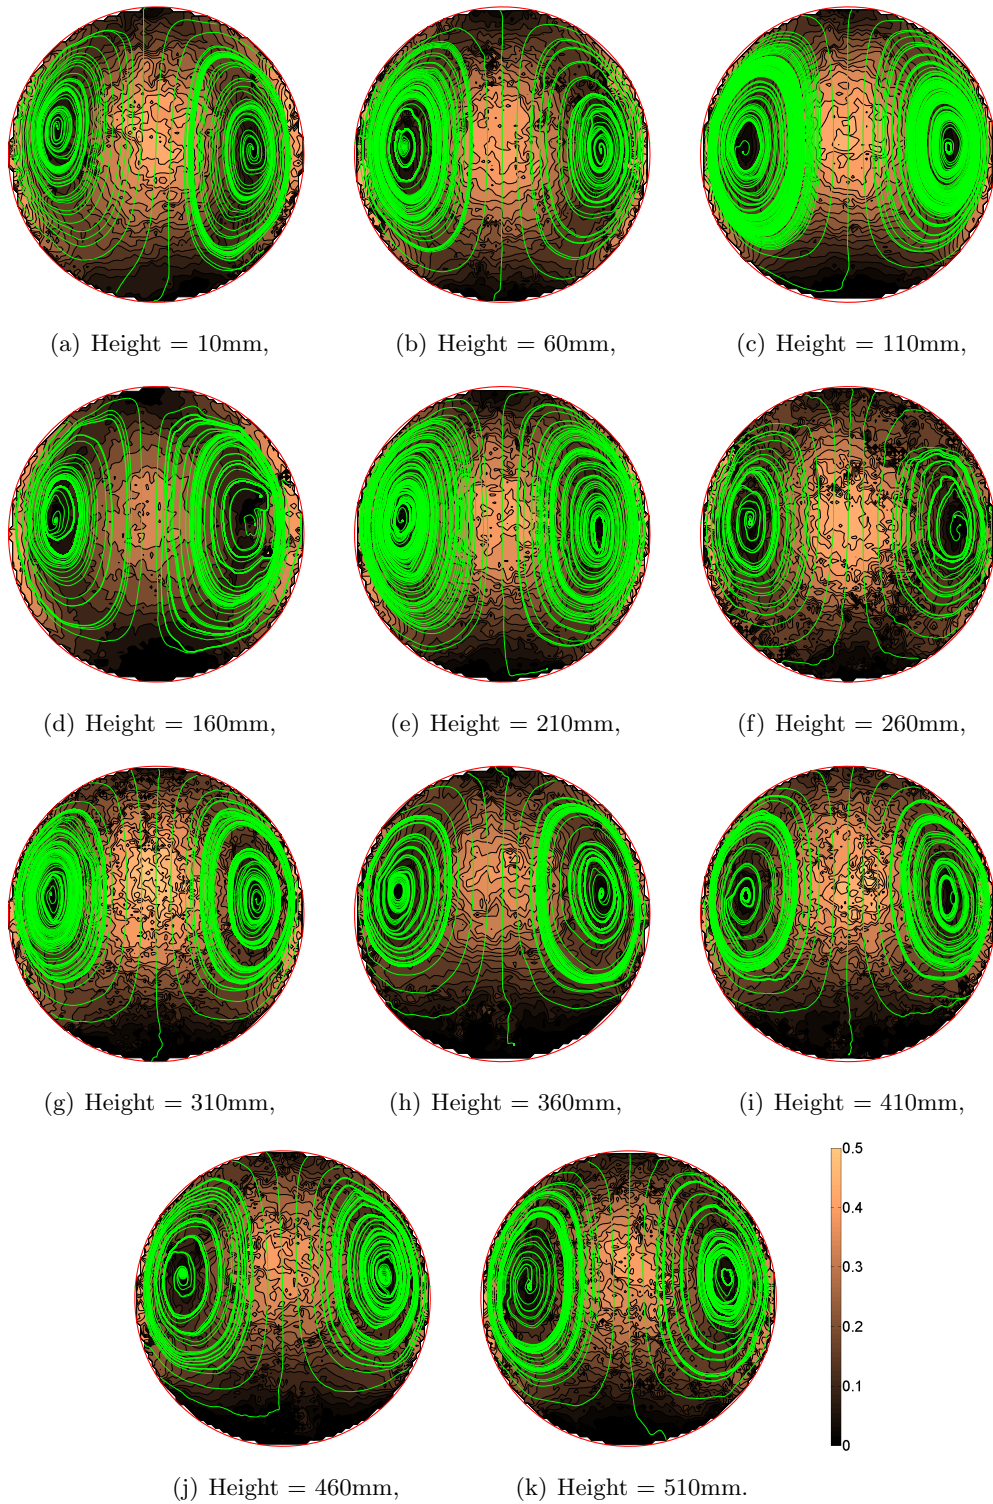 (a) Height = 10mm,
(b) Height = 60mm,
(c) Height = 110mm,
(d) Height = 160mm,
(e) Height = 210mm,
(f) Height = 260mm,
(g) Height = 310mm,
(h) Height = 360mm,
(i) Height = 410mm,
0.5
0.4
0.3
0.2
0.1
0
(j) Height = 460mm,
(k) Height = 510mm.